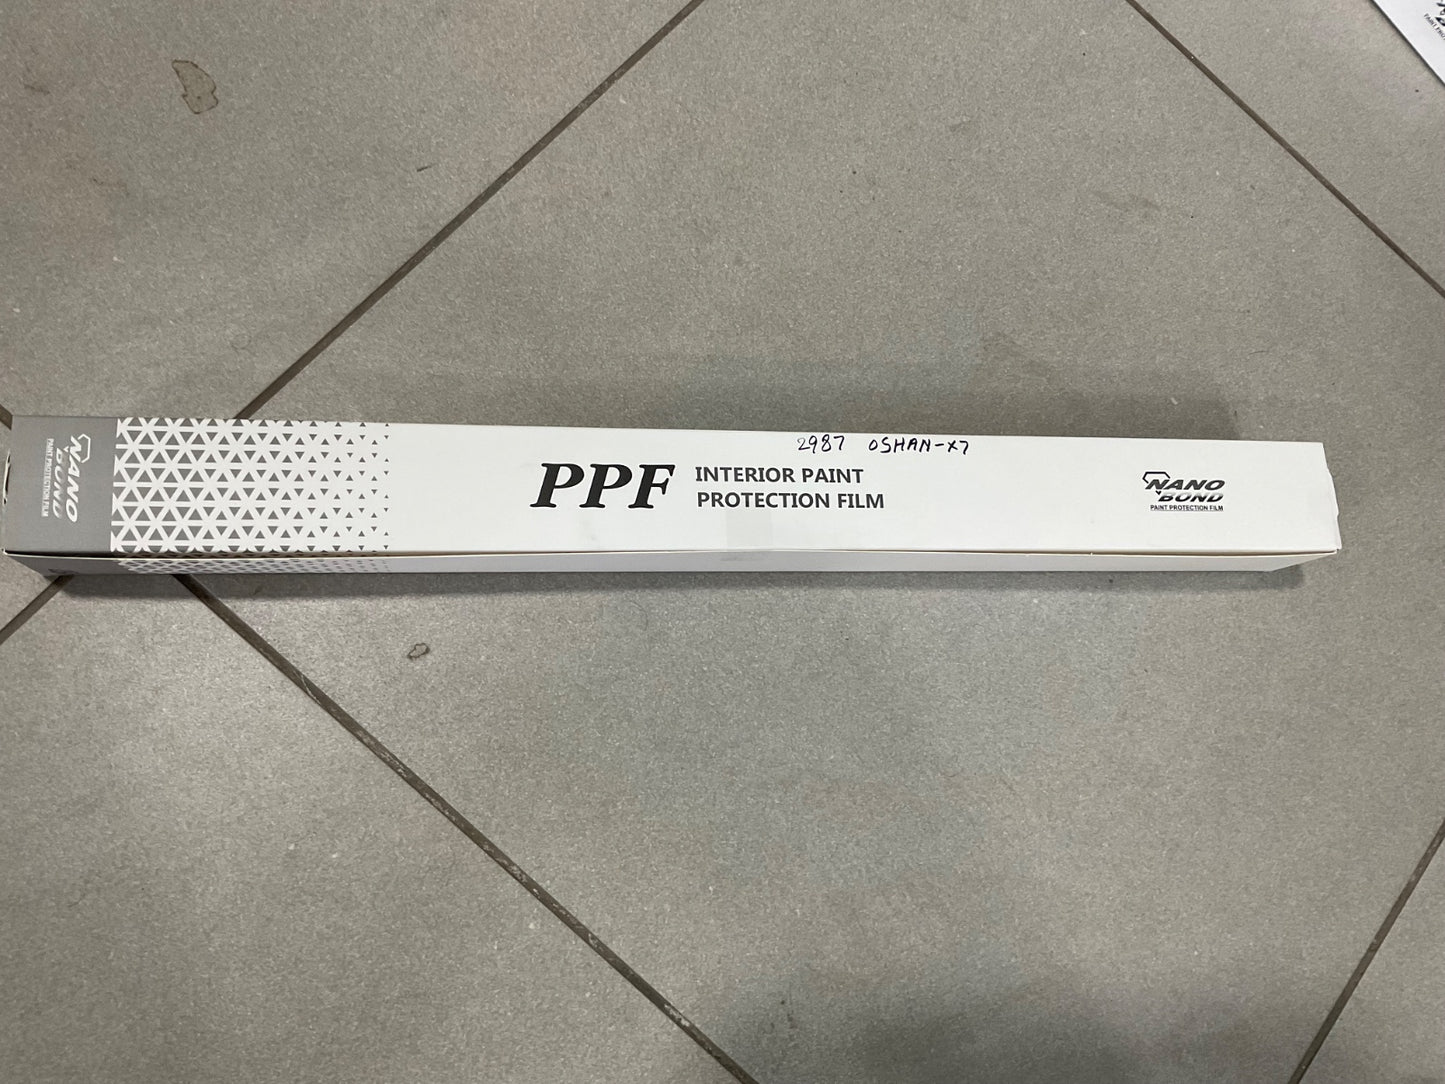 2987 OSHAN-X7
PPF INTERIOR PAINT
PROTECTION FILM
NANO
BOND
PAINT PROTECTION FILM
NANO
BOND
PAINT PROTECTION FILM